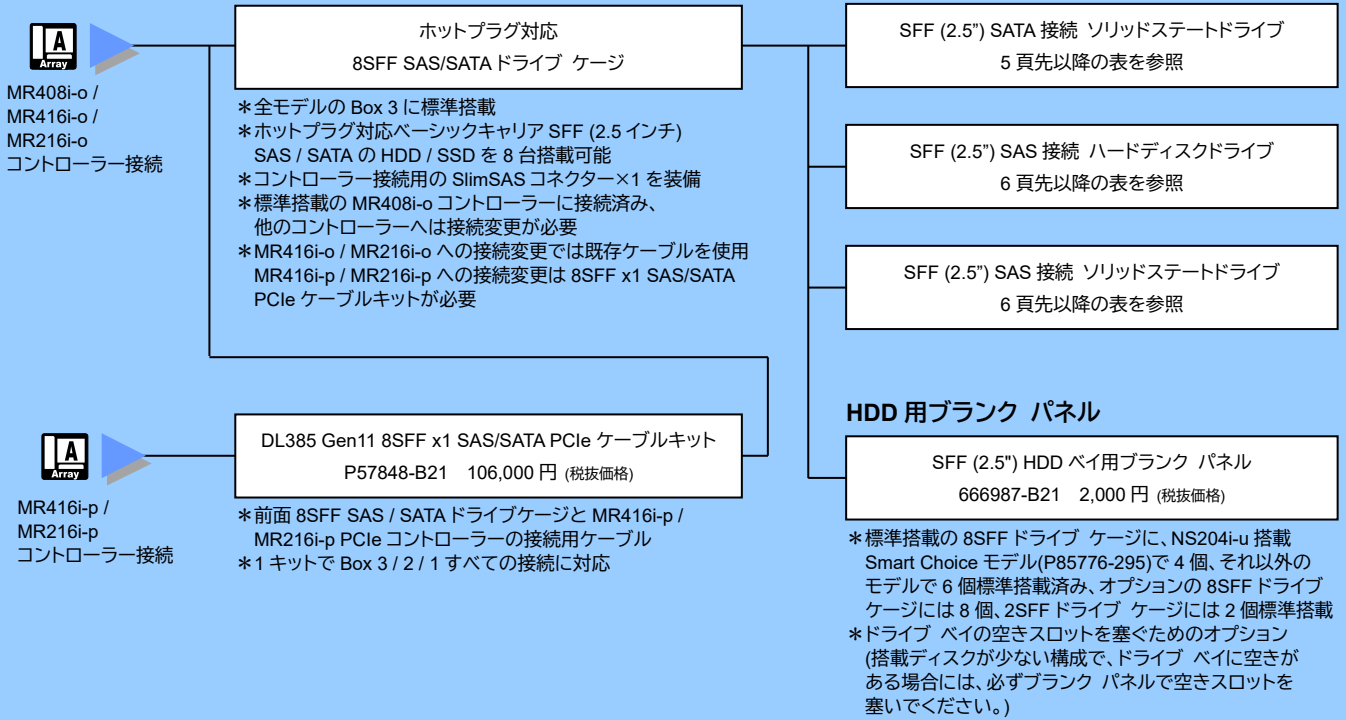 A
Array
MR408i-o /
MR416i-o /
MR216i-o
コントローラー接続
ホットプラグ対応
8SFF SAS/SATA ドライブ ケージ
＊全モデルの Box 3 に標準搭載
＊ホットプラグ対応ベーシックキャリア SFF (2.5 インチ)
SAS / SATA の HDD / SSD を 8 台搭載可能
＊コントローラー接続用の SlimSAS コネクター×1 を装備
＊標準搭載の MR408i-o コントローラーに接続済み、
他のコントローラーへは接続変更が必要
＊MR416i-o / MR216i-o への接続変更では既存ケーブルを使用
MR416i-p / MR216i-p への接続変更は 8SFF x1 SAS/SATA
PCIe ケーブルキットが必要
A
Array
MR416i-p /
MR216i-p
コントローラー接続
DL385 Gen11 8SFF x1 SAS/SATA PCIe ケーブルキット
P57848-B21 106,000 円 (税抜価格)
＊前面 8SFF SAS / SATA ドライブケージと MR416i-p /
MR216i-p PCIe コントローラーの接続用ケーブル
＊1 キットで Box 3 / 2 / 1 すべての接続に対応
SFF (2.5”) SATA 接続 ソリッドステートドライブ
5 頁先以降の表を参照
SFF (2.5”) SAS 接続 ハードディスクドライブ
6 頁先以降の表を参照
SFF (2.5”) SAS 接続 ソリッドステートドライブ
6 頁先以降の表を参照
HDD 用ブランク パネル
SFF (2.5") HDD ベイ用ブランク パネル
666987-B21 2,000 円 (税抜価格)
＊標準搭載の 8SFF ドライブ ケージに、NS204i-u 搭載
Smart Choice モデル(P85776-295)で 4 個、それ以外の
モデルで 6 個標準搭載済み、オプションの 8SFF ドライブ
ケージには 8 個、2SFF ドライブ ケージには 2 個標準搭載
＊ドライブ ベイの空きスロットを塞ぐためのオプション
(搭載ディスクが少ない構成で、ドライブ ベイに空きが
ある場合には、必ずブランク パネルで空きスロットを
塞いでください。)